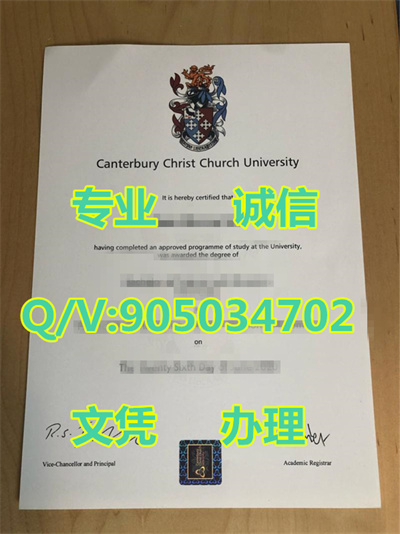 Canterbury Christ Church University
It is hereby certified that
专业 诚信
having completed an approved programme of study at the University,
was awarded the degree of
Q/V:905034702
on
文凭 办理
Vice-Chancellor and Principal
Academic Registrar